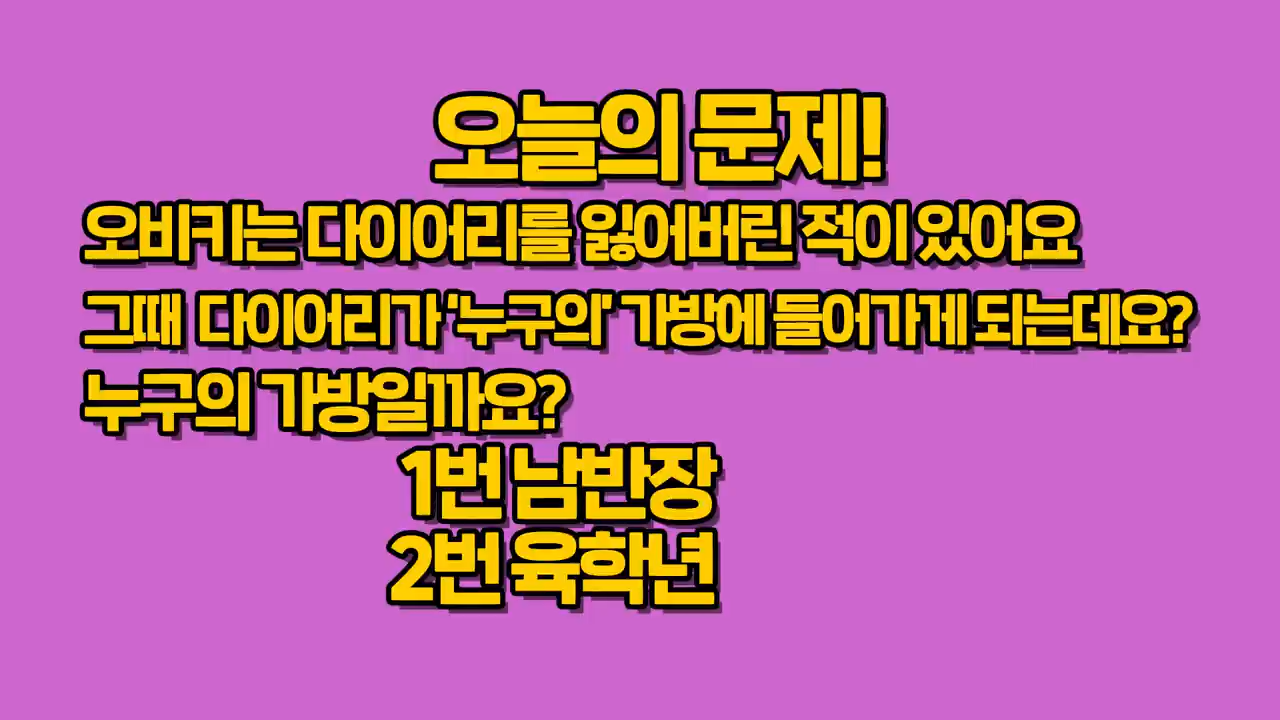 오늘의 문제!
오비키는 다이어리를 잃어버린 적이 있어요
그때 다이어리가 '누구의' 가방에 들어가게 되는데요?
누구의 가방일까요?
1번 남반장
2번 육학년